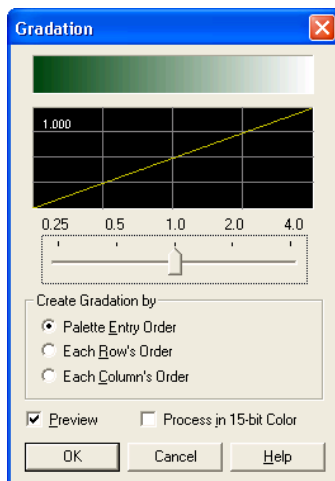 Gradation
1.000
0.25 0.5 1.0 2.0 4.0
Create Gradation by
Palette Entry Order
Each Row's Order
Each Column's Order
Preview Process in 15-bit Color
OK Cancel Help